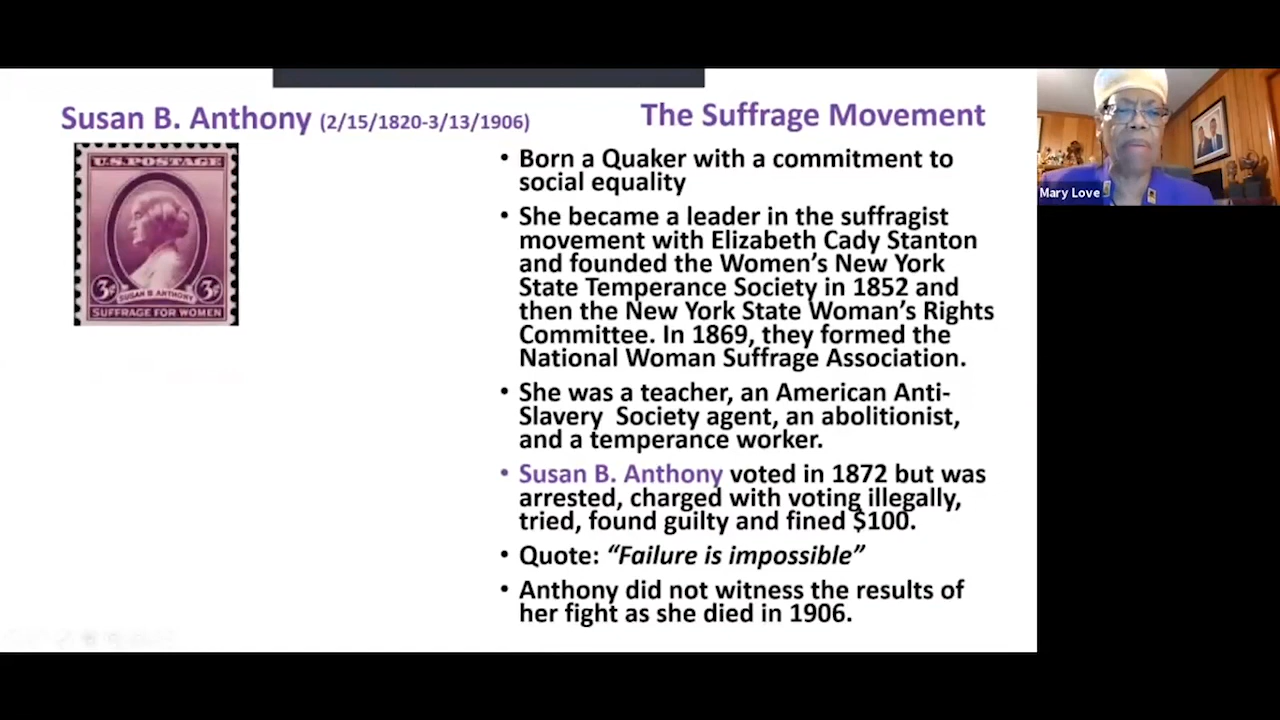 Susan B. Anthony (2/15/1820-3/13/1906)
U.S. POSTAGE
3¢ SUSAN B. ANTHONY 3¢
SUFFRAGE FOR WOMEN
The Suffrage Movement
• Born a Quaker with a commitment to
social equality
• She became a leader in the suffragist
movement with Elizabeth Cady Stanton
and founded the Women’s New York
State Temperance Society in 1852 and
then the New York State Woman’s Rights
Committee. In 1869, they formed the
National Woman Suffrage Association.
• She was a teacher, an American Anti-
Slavery Society agent, an abolitionist,
and a temperance worker.
• Susan B. Anthony voted in 1872 but was
arrested, charged with voting illegally,
tried, found guilty and fined $100.
• Quote: “Failure is impossible”
• Anthony did not witness the results of
her fight as she died in 1906.
Mary Love